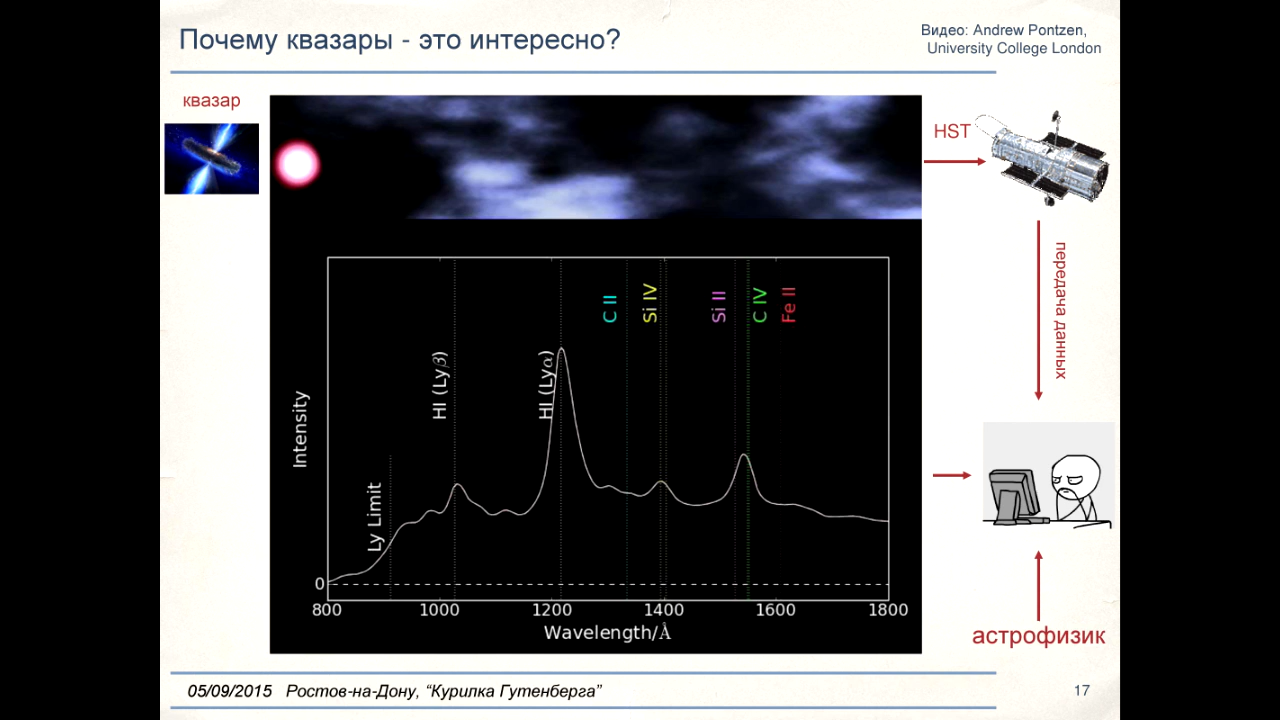 Почему квазары - это интересно?
Видео: Andrew Pontzen,
University College London
квазар
HST
передача данных
C II
Si IV
Si II
C IV
Fe II
HI (Lyβ)
HI (Lyα)
Ly Limit
Intensity
0
800 1000 1200 1400 1600 1800
Wavelength/Å
астрофизик
05/09/2015 Ростов-на-Дону, “Курилка Гутенберга”
17